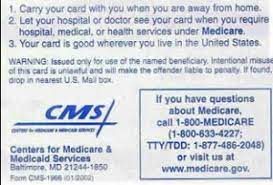 1. Carry your card with you when you are away from home.
2. Let your hospital or doctor see your card when you require
hospital, medical, or health services under Medicare.
3. Your card is good wherever you live in the United States.
WARNING: Issued only for use of the named beneficiary. Intentional misuse
of this card is unlawful and will make the offender liable to penalty. If found,
drop in nearest U.S. Mail box.
CMS
CENTERS for MEDICARE & MEDICAID SERVICES
Centers for Medicare &
Medicaid Services
Baltimore, MD 21244-1850
Form CMS-1966 (01/2002)
If you have questions
about Medicare,
call 1-800-MEDICARE
(1-800-633-4227;
TTY/TDD: 1-877-486-2048)
or visit us at
www.medicare.gov.